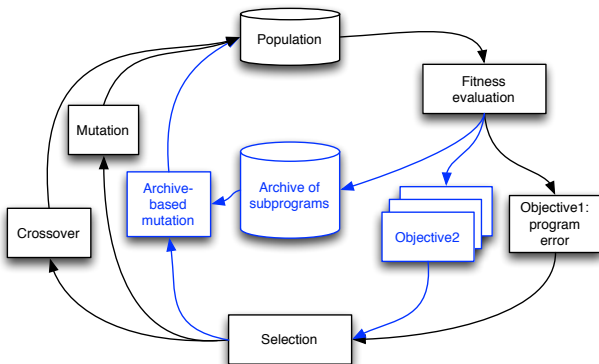 Population
Fitness
evaluation
Mutation
Archive-
based
mutation
Archive of
subprograms
Crossover
Objective2
Objective1:
program
error
Selection